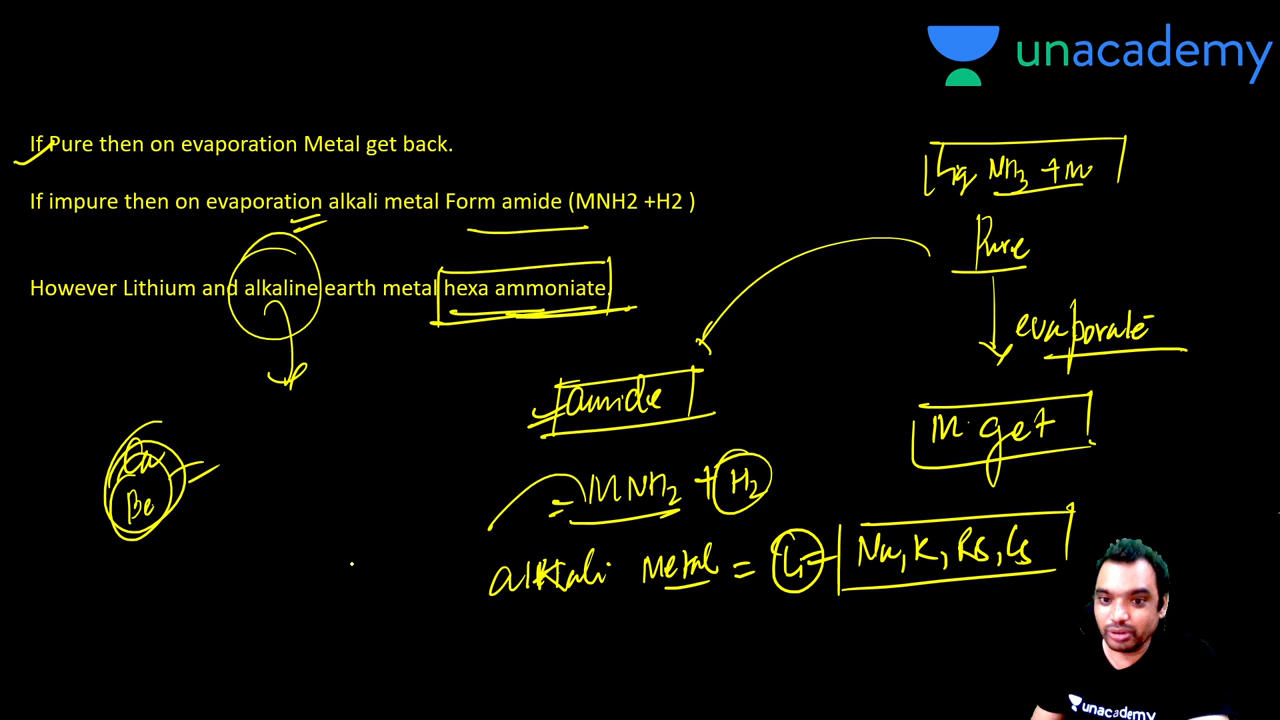 unacademy
If Pure then on evaporation Metal get back.
If impure then on evaporation alkali metal Form amide (MNH2 +H2 )
However Lithium and alkaline earth metal hexa ammoniate.
Liq NH3 + M
Pure
evaporate
M get
amide
= MNH2 + H2
alkali Metal = Li Na, K, Rb, Cs
Be
unacademy